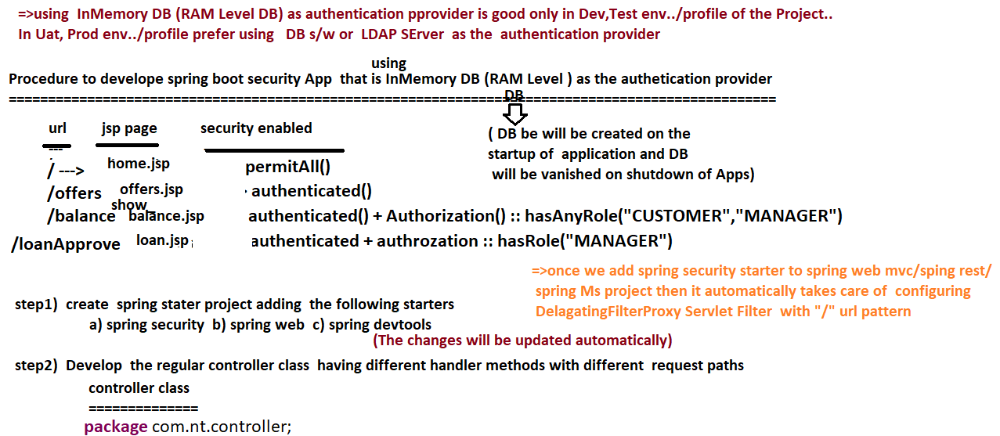 =>using InMemory DB (RAM Level DB) as authentication pprovider is good only in Dev,Test env../profile of the Project..
In Uat, Prod env../profile prefer using DB s/w or LDAP SErver as the authentication provider
using
Procedure to develope spring boot security App that is InMemory DB (RAM Level ) as the authetication provider
==================================================================================================
DB
url jsp page security enabled
( DB be will be created on the
startup of application and DB
will be vanished on shutdown of Apps)
---
/ ---> home.jsp permitAll()
/offers offers.jsp authenticated()
show_
/balance balance.jsp authenticated() + Authorization() :: hasAnyRole("CUSTOMER","MANAGER")
/loanApprove loan.jsp authenticated + authrozation :: hasRole("MANAGER")
=>once we add spring security starter to spring web mvc/sping rest/
spring Ms project then it automatically takes care of configuring
DelagatingFilterProxy Servlet Filter with "/" url pattern
step1) create spring stater project adding the following starters
a) spring security b) spring web c) spring devtools
(The changes will be updated automatically)
step2) Develop the regular controller class having different handler methods with different request paths
controller class
==============
package com.nt.controller;